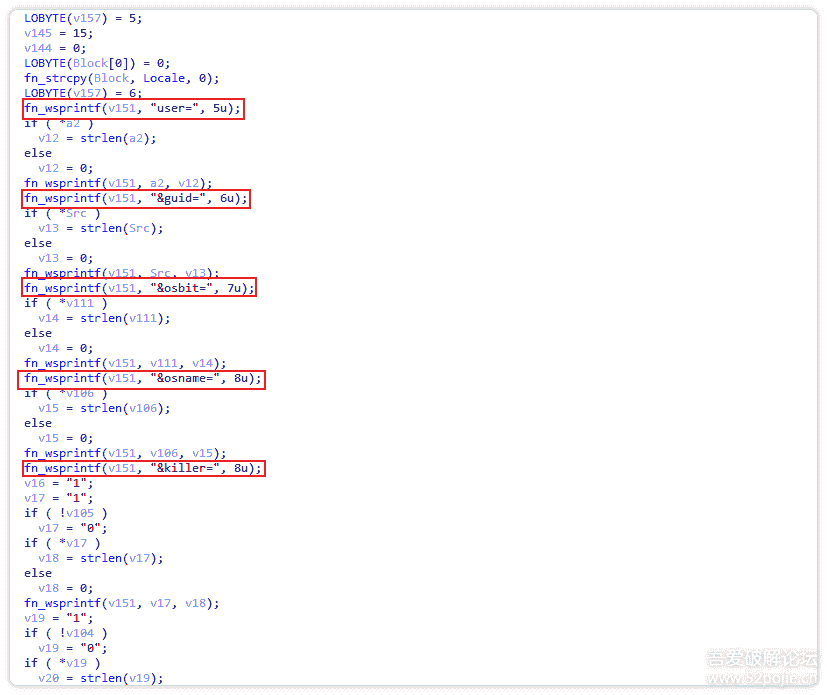 LOBYTE(v157) = 5;
v145 = 15;
v144 = 0;
LOBYTE(Block[0]) = 0;
fn_strcpy(Block, Locale, 0);
LOBYTE(v157) = 6;
fn_wsprintf(v151, "user=", 5u);
if ( *a2 )
v12 = strlen(a2);
else
v12 = 0;
fn_wsprintf(v151, a2, v12);
fn_wsprintf(v151, "&guid=", 6u);
if ( *Src )
v13 = strlen(Src);
else
v13 = 0;
fn_wsprintf(v151, Src, v13);
fn_wsprintf(v151, "&osbit=", 7u);
if ( *v111 )
v14 = strlen(v111);
else
v14 = 0;
fn_wsprintf(v151, v111, v14);
fn_wsprintf(v151, "&osname=", 8u);
if ( *v106 )
v15 = strlen(v106);
else
v15 = 0;
fn_wsprintf(v151, v106, v15);
fn_wsprintf(v151, "&killer=", 8u);
v16 = "1";
v17 = "1";
if ( !v105 )
v17 = "0";
if ( *v17 )
v18 = strlen(v17);
else
v18 = 0;
fn_wsprintf(v151, v17, v18);
v19 = "1";
if ( !v104 )
v19 = "0";
if ( *v19 )
v20 = strlen(v19);
吾爱破解论坛
www.52pojie.cn